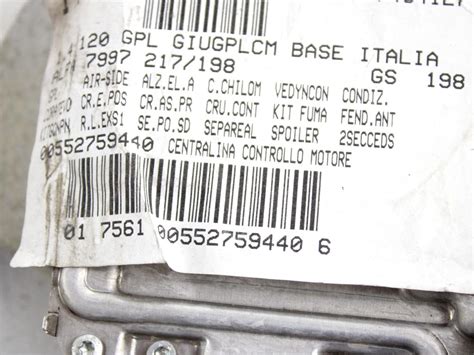 120 GPL GIUGPLCM BASE ITALIA
7997 217/198 GS 198
AIR-SIDE ALZ.EL.A C.CHILOM VEDYNCON CONDIZ.
CR.E.POS CR.AS.PR CRU.CONT KIT FUMA FEND.ANT
R.L.EXS1 SE.PO.SD SEPAREAL SPOILER 2SECCEDS
00552759440 CENTRALINA CONTROLLO MOTORE
01 7561 00552759440 6